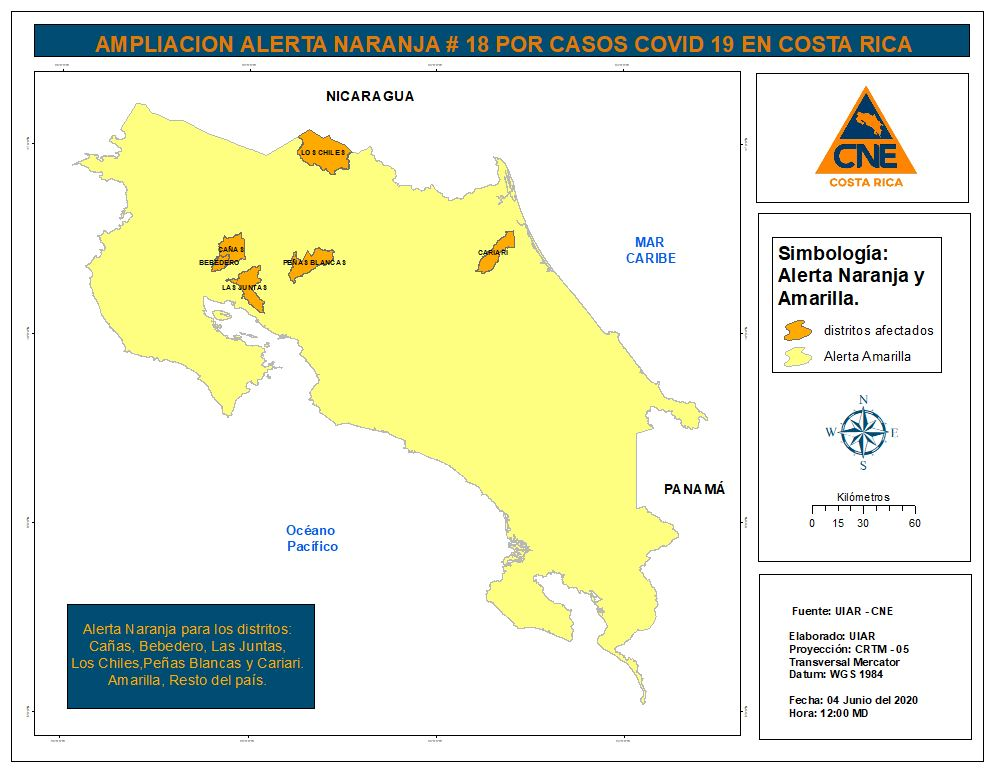 AMPLIACION ALERTA NARANJA # 18 POR CASOS COVID 19 EN COSTA RICA
NICARAGUA
LOS CHILES
CAÑAS
BEBEDERO
LAS JUNTAS
PEÑAS BLANCAS
CARIARI
MAR
CARIBE
PANAMÁ
Océano
Pacífico
Alerta Naranja para los distritos:
Cañas, Bebedero, Las Juntas,
Los Chiles,Peñas Blancas y Cariari.
Amarilla, Resto del país.
CNE
COSTA RICA
Simbología:
Alerta Naranja y
Amarilla.
distritos afectados
Alerta Amarilla
N
W E
S
Kilómetros
0 15 30 60
Fuente: UIAR - CNE
Elaborado: UIAR
Proyección: CRTM - 05
Transversal Mercator
Datum: WGS 1984
Fecha: 04 Junio del 2020
Hora: 12:00 MD